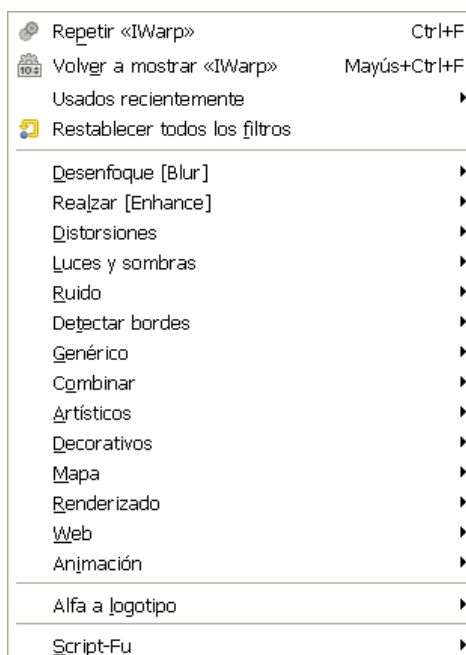 Repetir «IWarp» Ctrl+F
Volver a mostrar «IWarp» Mayús+Ctrl+F
Usados recientemente
Restablecer todos los filtros
Desenfoque [Blur]
Realzar [Enhance]
Distorsiones
Luces y sombras
Ruido
Detectar bordes
Genérico
Combinar
Artísticos
Decorativos
Mapa
Renderizado
Web
Animación
Alfa a logotipo
Script-Fu